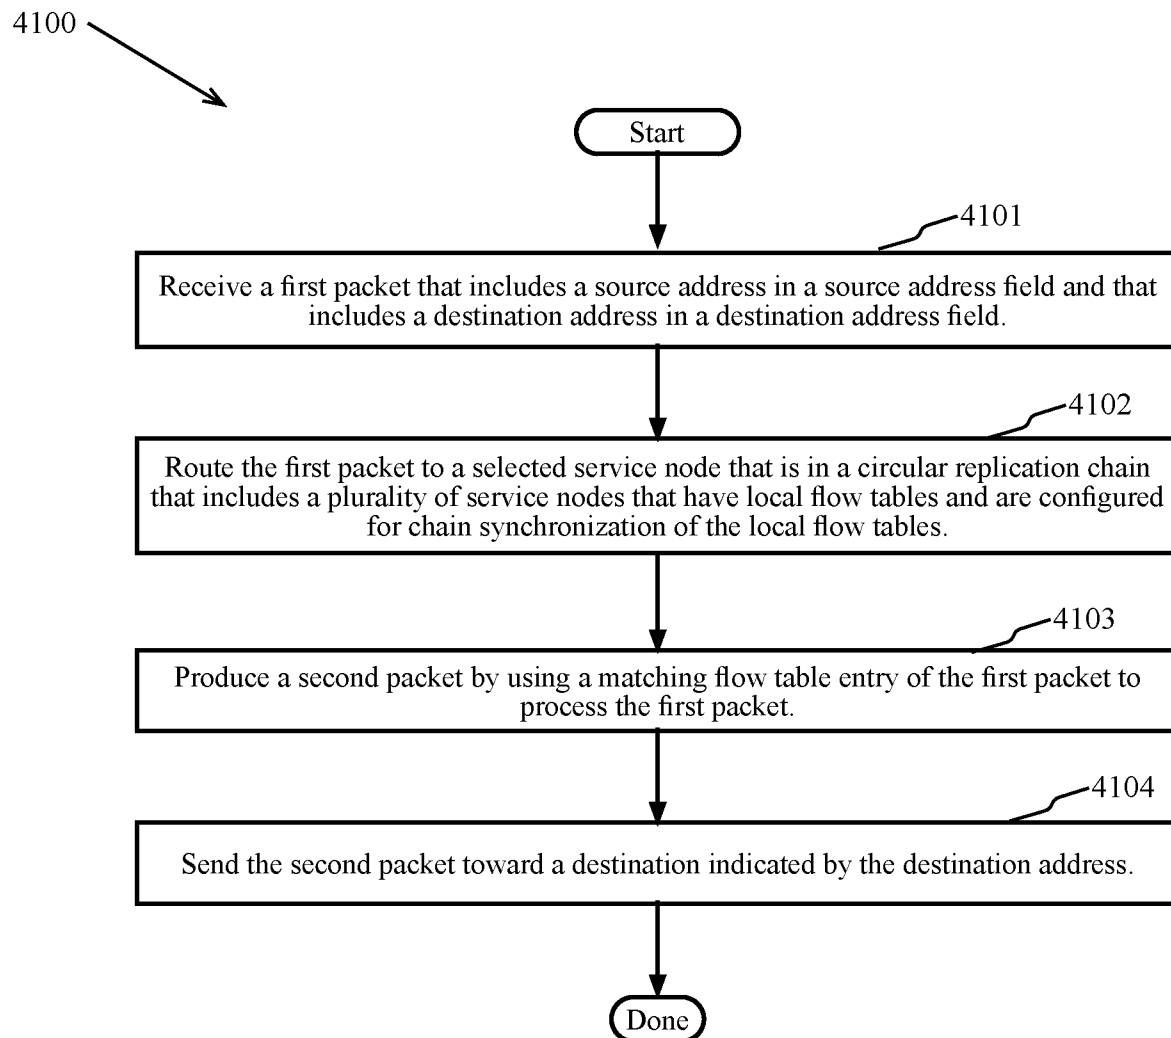 4100
Start
4101
Receive a first packet that includes a source address in a source address field and that
includes a destination address in a destination address field.
4102
Route the first packet to a selected service node that is in a circular replication chain
that includes a plurality of service nodes that have local flow tables and are configured
for chain synchronization of the local flow tables.
4103
Produce a second packet by using a matching flow table entry of the first packet to
process the first packet.
4104
Send the second packet toward a destination indicated by the destination address.
Done